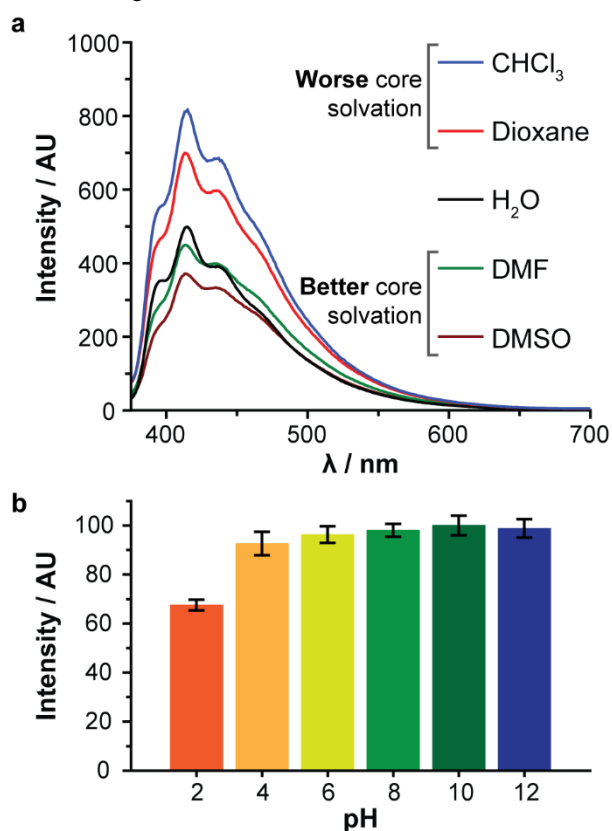 a
1000
800
600
400
200
0
Intensity / AU
Worse core
solvation
CHCl₃
Dioxane
H₂O
Better core
solvation
DMF
DMSO
400
500
600
700
λ / nm
b
100
80
60
40
20
0
Intensity / AU
2
4
6
8
10
12
pH